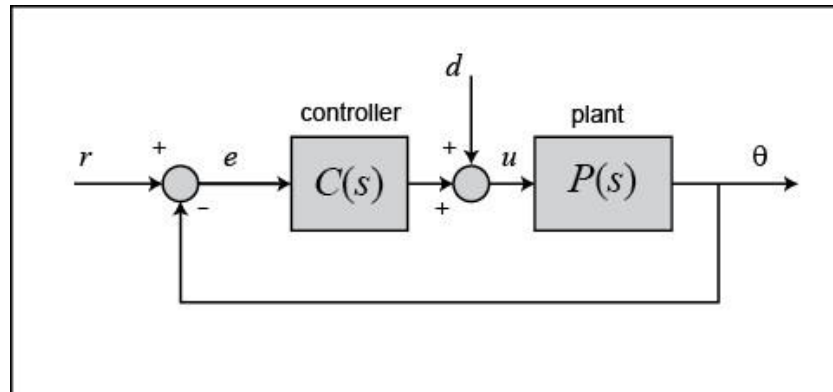 d
controller
plant
r
+
e
C(s)
+
u
P(s)
θ
−
+